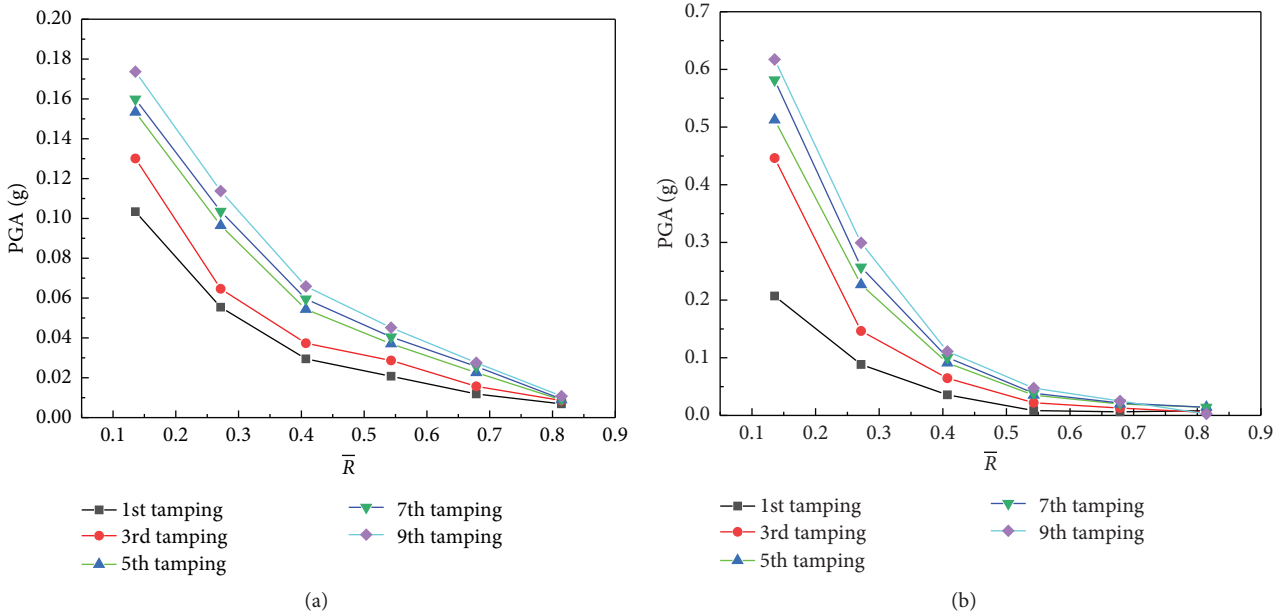 0.20
0.18
0.16
0.14
0.12
0.10
0.08
0.06
0.04
0.02
0.00
PGA (g)
0.1 0.2 0.3 0.4 0.5 0.6 0.7 0.8 0.9
R̅
1st tamping
3rd tamping
5th tamping
7th tamping
9th tamping
(a)
0.7
0.6
0.5
0.4
0.3
0.2
0.1
0.0
PGA (g)
0.1 0.2 0.3 0.4 0.5 0.6 0.7 0.8 0.9
R̅
1st tamping
3rd tamping
5th tamping
7th tamping
9th tamping
(b)